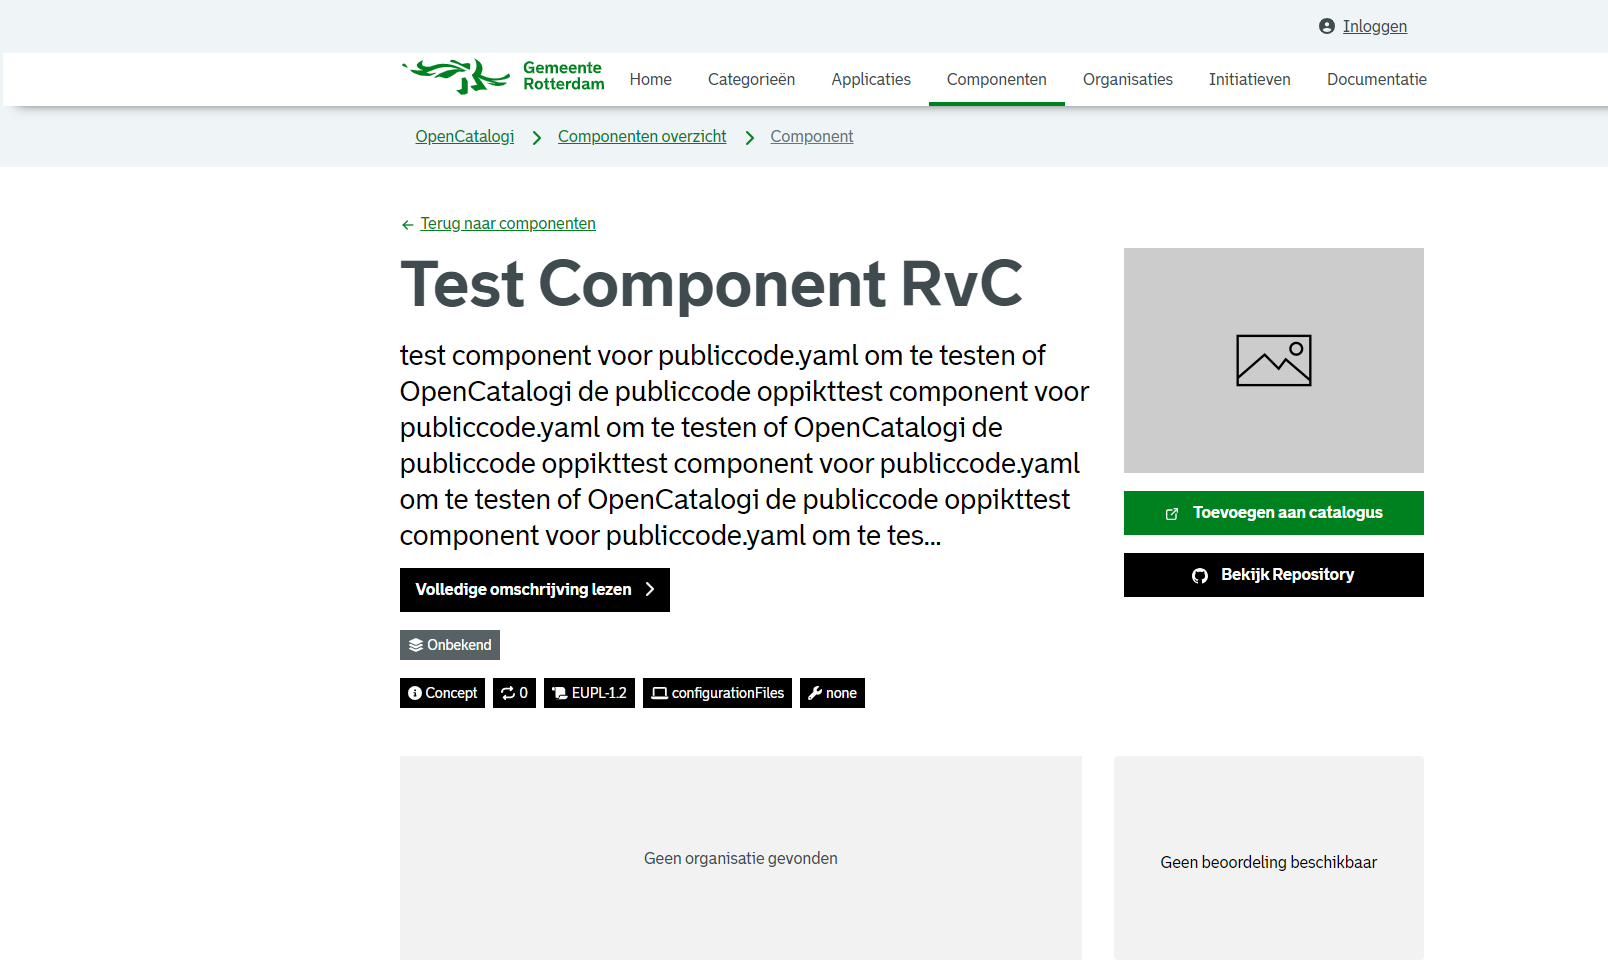 Inloggen
Gemeente
Rotterdam
Home
Categorieën
Applicaties
Componenten
Organisaties
Initiatieven
Documentatie
OpenCatalogi
Componenten overzicht
Component
Terug naar componenten
Test Component RvC
test component voor publiccode.yaml om te testen of
OpenCatalogi de publiccode oppikttest component voor
publiccode.yaml om te testen of OpenCatalogi de
publiccode oppikttest component voor publiccode.yaml
om te testen of OpenCatalogi de publiccode oppikttest
component voor publiccode.yaml om te tes...
Toevoegen aan catalogus
Bekijk Repository
Volledige omschrijving lezen
Onbekend
Concept
0
EUPL-1.2
configurationFiles
none
Geen organisatie gevonden
Geen beoordeling beschikbaar